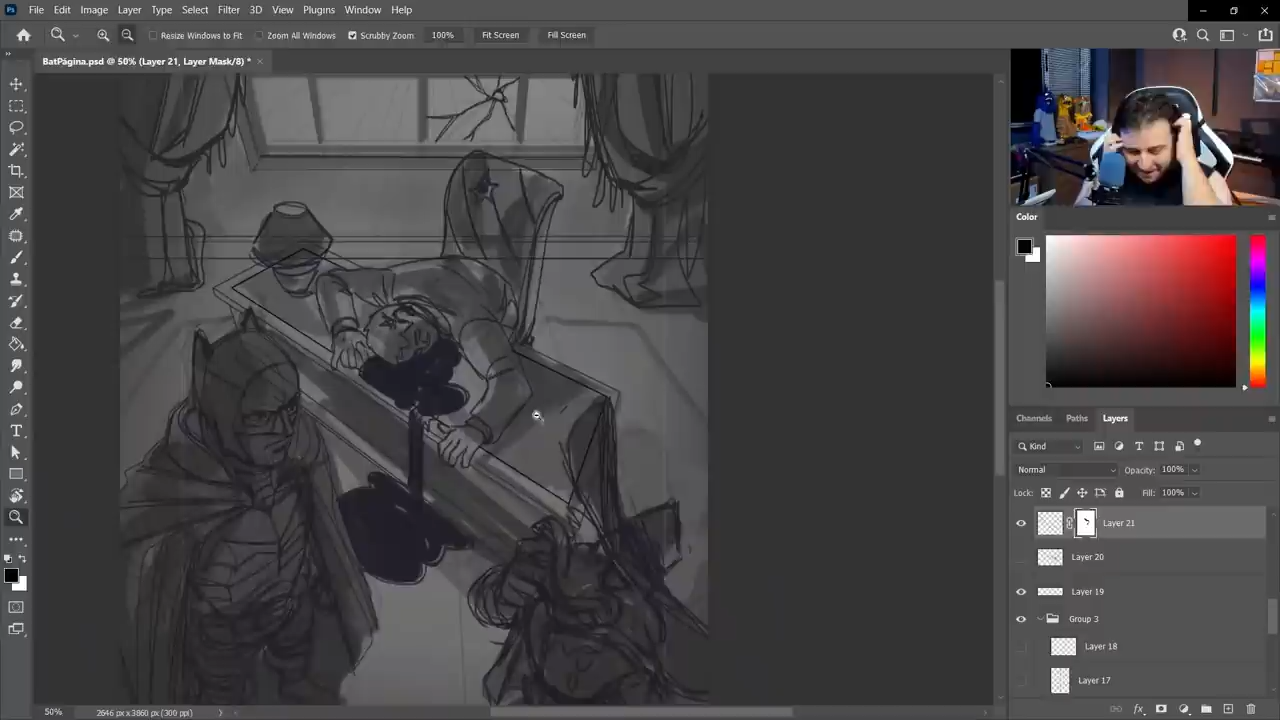 File Edit Image Layer Type Select Filter 3D View Plugins Window Help
Resize Windows to Fit Zoom All Windows Scrubby Zoom 100% Fit Screen Fill Screen
BatPágina.psd @ 50% (Layer 21, Layer Mask/8) *
Color
Channels Paths Layers
Kind
Normal Opacity: 100%
Lock: Fill: 100%
Layer 21
Layer 20
Layer 19
Group 3
Layer 18
Layer 17
50% 2646 px x 3860 px (300 ppi)